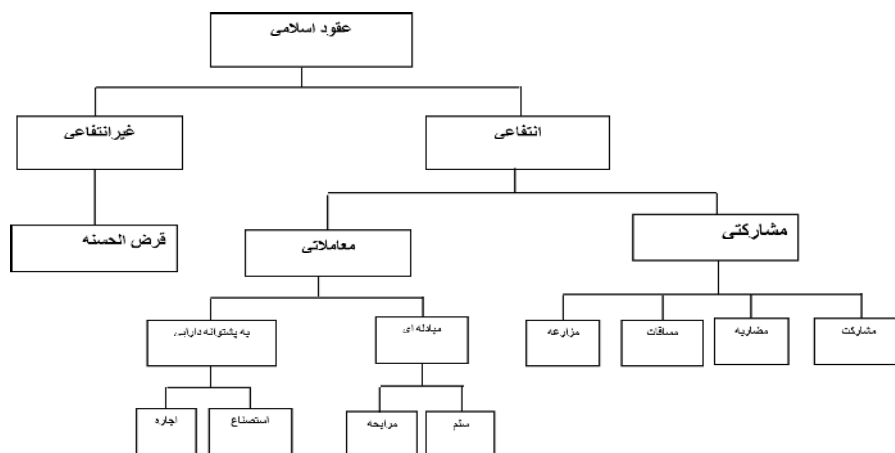 عقود اسلامی
انتفاعی
غیرانتفاعی
مشارکتی
معاملاتی
قرض الحسنه
مشارکت
مضاربه
مساقات
مزارعه
مبادله ای
به پشتوانه دارایی
سلم
مرابحه
استصناع
اجاره